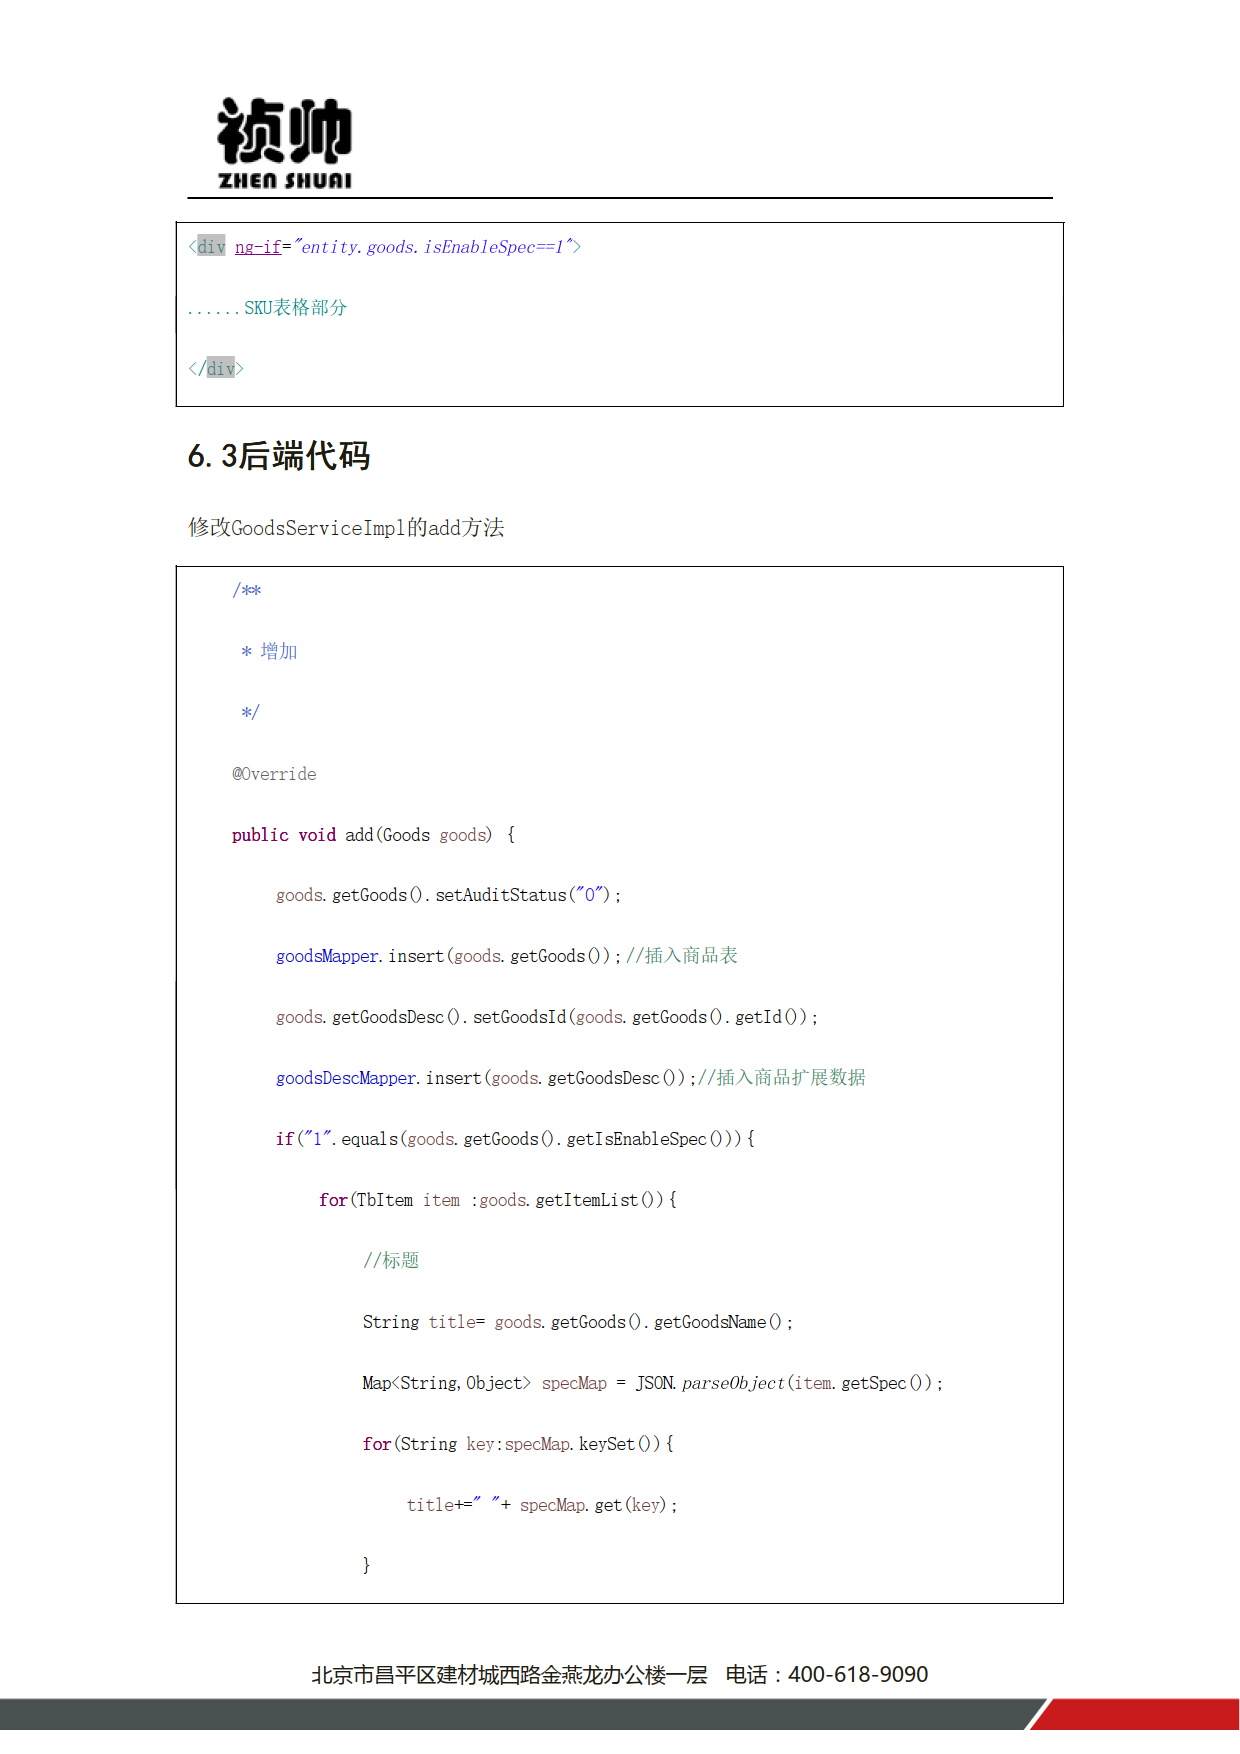 祯帅
ZHEN SHUAI
<div ng-if="entity.goods.isEnableSpec==1">
......SKU表格部分
</div>
6.3后端代码
修改GoodsServiceImpl的add方法
/**
* 增加
*/
@Override
public void add(Goods goods) {
goods.getGoods().setAuditStatus("0");
goodsMapper.insert(goods.getGoods());//插入商品表
goods.getGoodsDesc().setGoodsId(goods.getGoods().getId());
goodsDescMapper.insert(goods.getGoodsDesc());//插入商品扩展数据
if("1".equals(goods.getGoods().getIsEnableSpec())){
for(TbItem item :goods.getItemList()){
//标题
String title= goods.getGoods().getGoodsName();
Map<String,Object> specMap = JSON.parseObject(item.getSpec());
for(String key:specMap.keySet()){
title+=" "+ specMap.get(key);
}
北京市昌平区建材城西路金燕龙办公楼一层 电话：400-618-9090